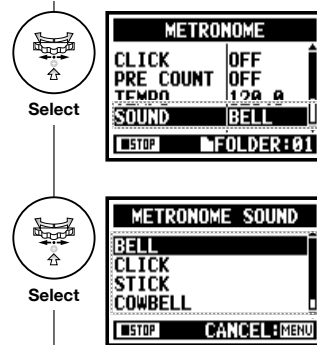 METRONOME
CLICK OFF
PRE COUNT OFF
TEMPO 120.0
SOUND BELL
STOP FOLDER:01
Select
METRONOME SOUND
BELL
CLICK
STICK
COWBELL
STOP CANCEL:MENU
Select